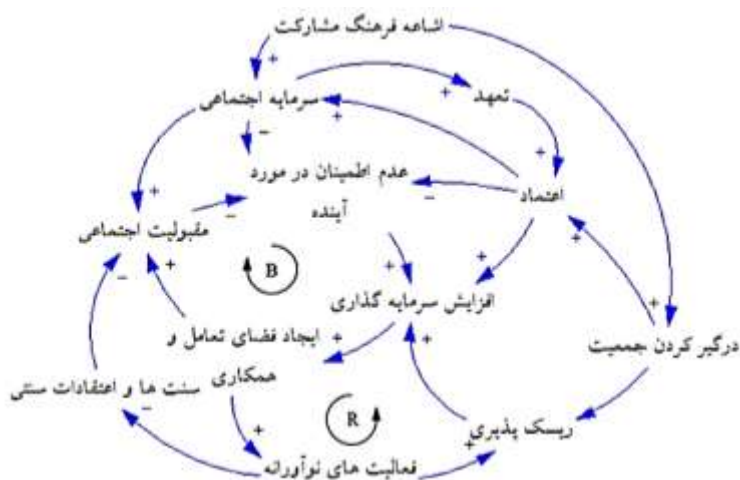 اشاعه فرهنگ مشارکت
+
+
سرمایه اجتماعی
+
تعهد
+
−
−
+
عدم اطمینان در مورد
آینده
−
اعتماد
+
مقبولیت اجتماعی
−
+
−
+
B
+
+
+
افزایش سرمایه گذاری
+
ایجاد فضای تعامل و
همکاری
+
+
درگیر کردن جمعیت
سنت ها و اعتقادات سنتی
−
R
ریسک پذیری
+
+
فعالیت های نوآورانه